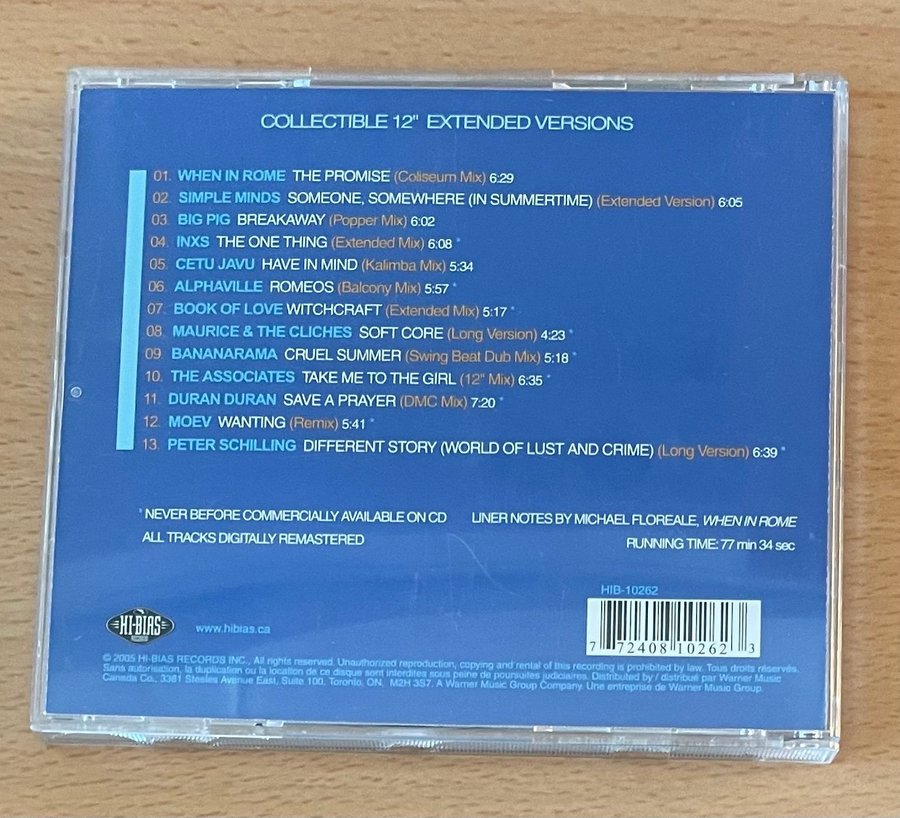 COLLECTIBLE 12" EXTENDED VERSIONS
01. WHEN IN ROME THE PROMISE (Coliseum Mix) 6:29
02. SIMPLE MINDS SOMEONE, SOMEWHERE (IN SUMMERTIME) (Extended Version) 6:05
03. BIG PIG BREAKAWAY (Popper Mix) 6:02
04. INXS THE ONE THING (Extended Mix) 6:08 *
05. CETU JAVU HAVE IN MIND (Kalimba Mix) 5:34
06. ALPHAVILLE ROMEOS (Balcony Mix) 5:57 *
07. BOOK OF LOVE WITCHCRAFT (Extended Mix) 5:17 *
08. MAURICE & THE CLICHES SOFT CORE (Long Version) 4:23 *
09. BANANARAMA CRUEL SUMMER (Swing Beat Dub Mix) 5:18 *
10. THE ASSOCIATES TAKE ME TO THE GIRL (12" Mix) 6:35 *
11. DURAN DURAN SAVE A PRAYER (DMC Mix) 7:20 *
12. MOEV WANTING (Remix) 5:41 *
13. PETER SCHILLING DIFFERENT STORY (WORLD OF LUST AND CRIME) (Long Version) 6:39 *
* NEVER BEFORE COMMERCIALLY AVAILABLE ON CD
LINER NOTES BY MICHAEL FLOREALE, WHEN IN ROME
ALL TRACKS DIGITALLY REMASTERED
RUNNING TIME: 77 min 34 sec
HIB-10262
HI-BIAS
www.hibias.ca
7 72408 10262 3
© 2005 HI-BIAS RECORDS INC., All rights reserved. Unauthorized reproduction, copying and rental of this recording is prohibited by law. Tous droits réservés.
Sans autorisation, la duplication ou la location de ce disque sont interdites sous peine de poursuites judiciaires. Distributed by / distribué par Warner Music
Canada Co., 3381 Steeles Avenue East, Suite 100, Toronto, ON. M2H 3S7. A Warner Music Group Company. Une entreprise de Warner Music Group.